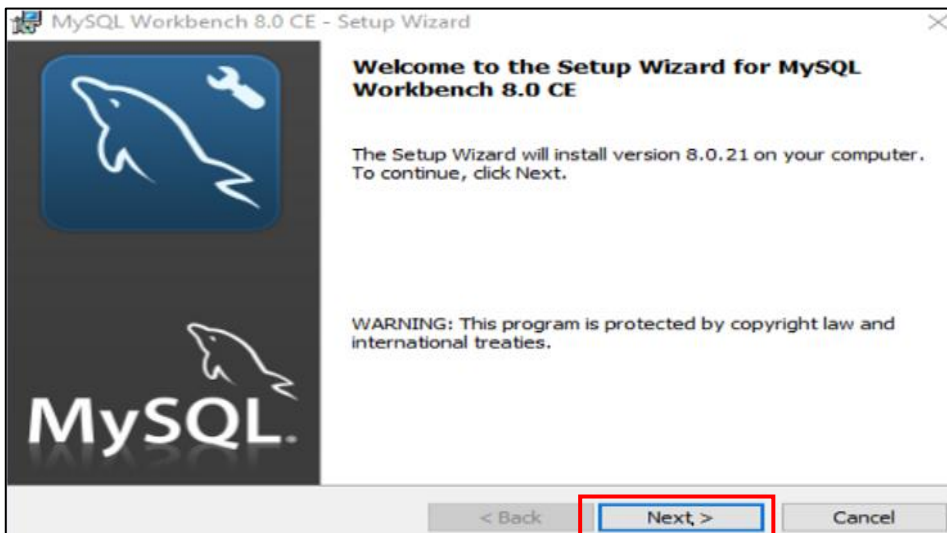 MySQL Workbench 8.0 CE - Setup Wizard
Welcome to the Setup Wizard for MySQL
Workbench 8.0 CE
The Setup Wizard will install version 8.0.21 on your computer.
To continue, click Next.
WARNING: This program is protected by copyright law and
international treaties.
MySQL.
< Back Next > Cancel